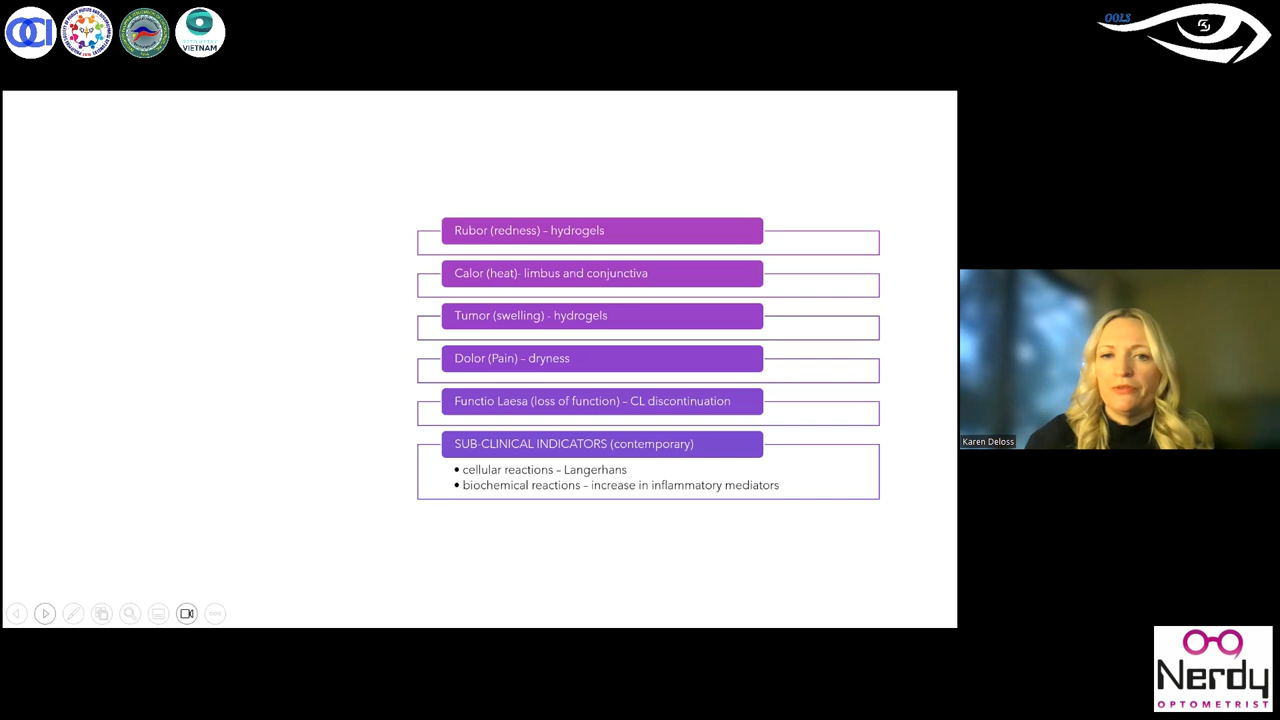 OCI
OPTOMETRY
VIETNAM
OOLS
Rubor (redness) – hydrogels
Calor (heat)- limbus and conjunctiva
Tumor (swelling) - hydrogels
Dolor (Pain) – dryness
Functio Laesa (loss of function) – CL discontinuation
SUB-CLINICAL INDICATORS (contemporary)
• cellular reactions – Langerhans
• biochemical reactions – increase in inflammatory mediators
Karen Deloss
Nerdy
OPTOMETRIST